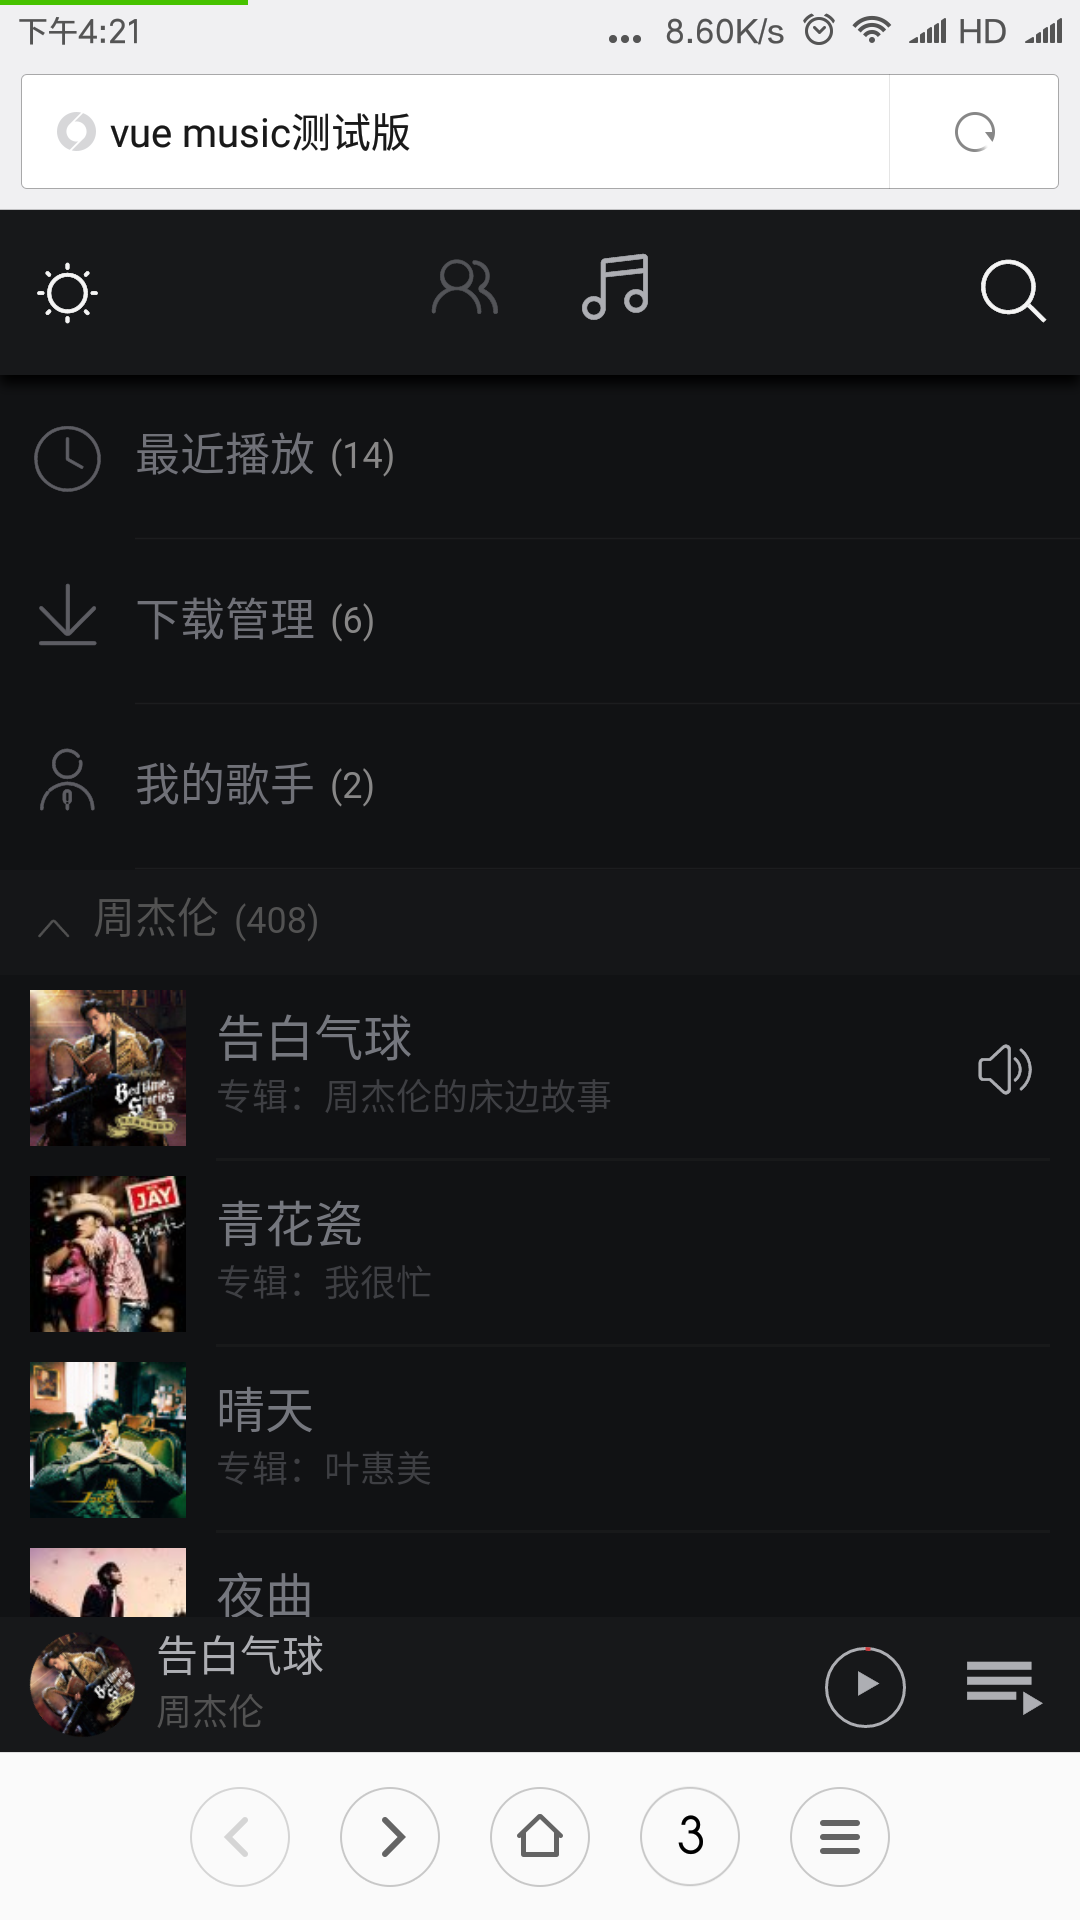 下午4:21
... 8.60K/s HD
vue music测试版
最近播放 (14)
下载管理 (6)
我的歌手 (2)
周杰伦 (408)
告白气球
专辑：周杰伦的床边故事
Bedtime
Stories
JAY
青花瓷
专辑：我很忙
晴天
专辑：叶惠美
夜曲
告白气球
周杰伦
3